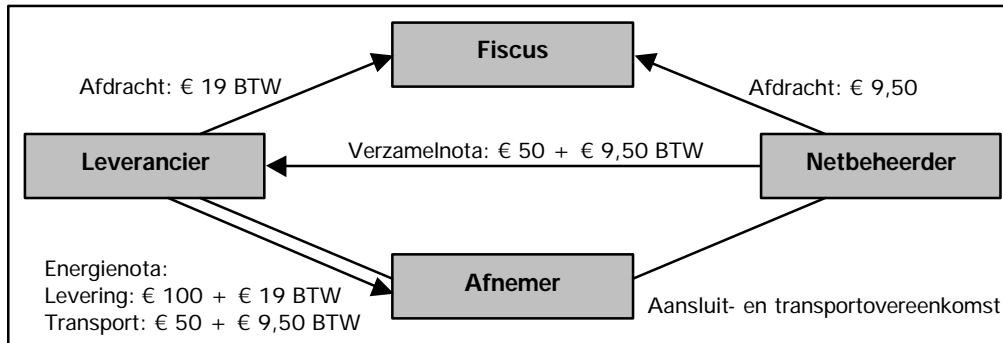 Fiscus
Afdracht: € 19 BTW
Afdracht: € 9,50
Leverancier
Verzamelnota: € 50 + € 9,50 BTW
Netbeheerder
Energienota:
Levering: € 100 + € 19 BTW
Transport: € 50 + € 9,50 BTW
Afnemer
Aansluit- en transportovereenkomst